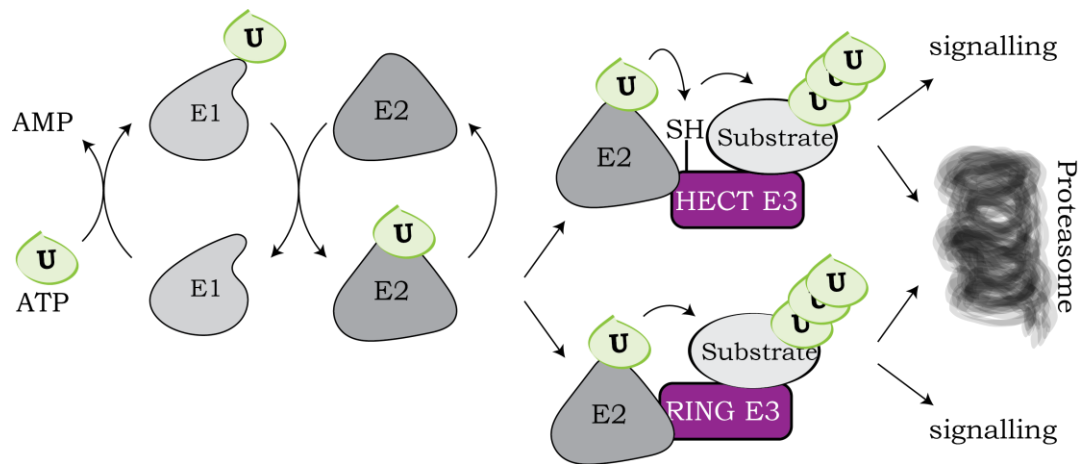 U
E1
AMP
U
ATP
E1
E2
U
E2
U
E2
SH
HECT E3
Substrate
U
U
U
signalling
Proteasome
U
E2
RING E3
Substrate
U
U
U
signalling